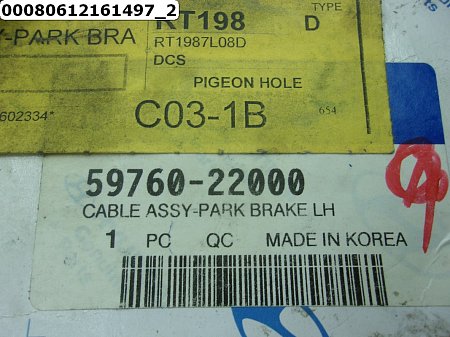 00080612161497_2
RT198
TYPE
D
Y-PARK BRA
RT1987L08D
DCS
PIGEON HOLE
602334*
C03-1B
654
59760-22000
CABLE ASSY-PARK BRAKE LH
1 PC QC MADE IN KOREA